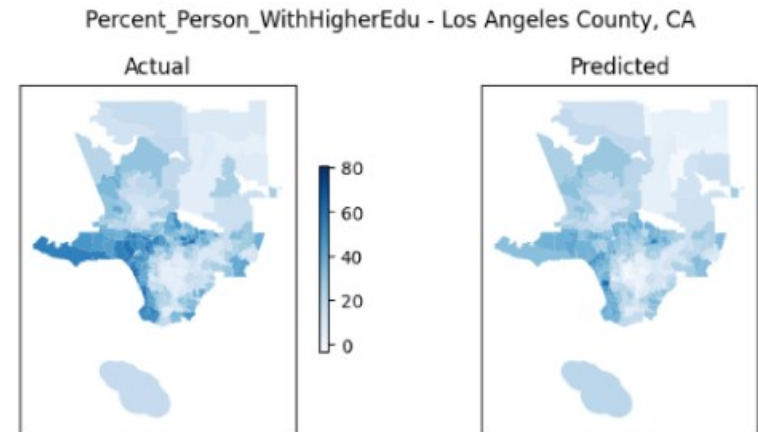 Percent_Person_WithHigherEdu - Los Angeles County, CA
Actual
Predicted
80
60
40
20
0